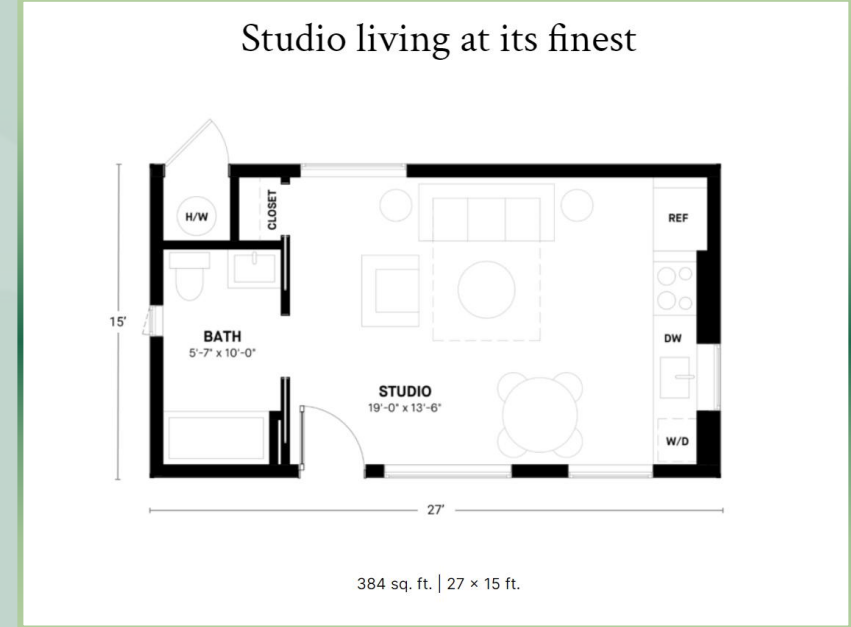 Studio living at its finest
H/W
CLOSET
REF
15'
BATH
5'-7" x 10'-0"
DW
STUDIO
19'-0" x 13'-6"
W/D
27'
384 sq. ft. | 27 × 15 ft.